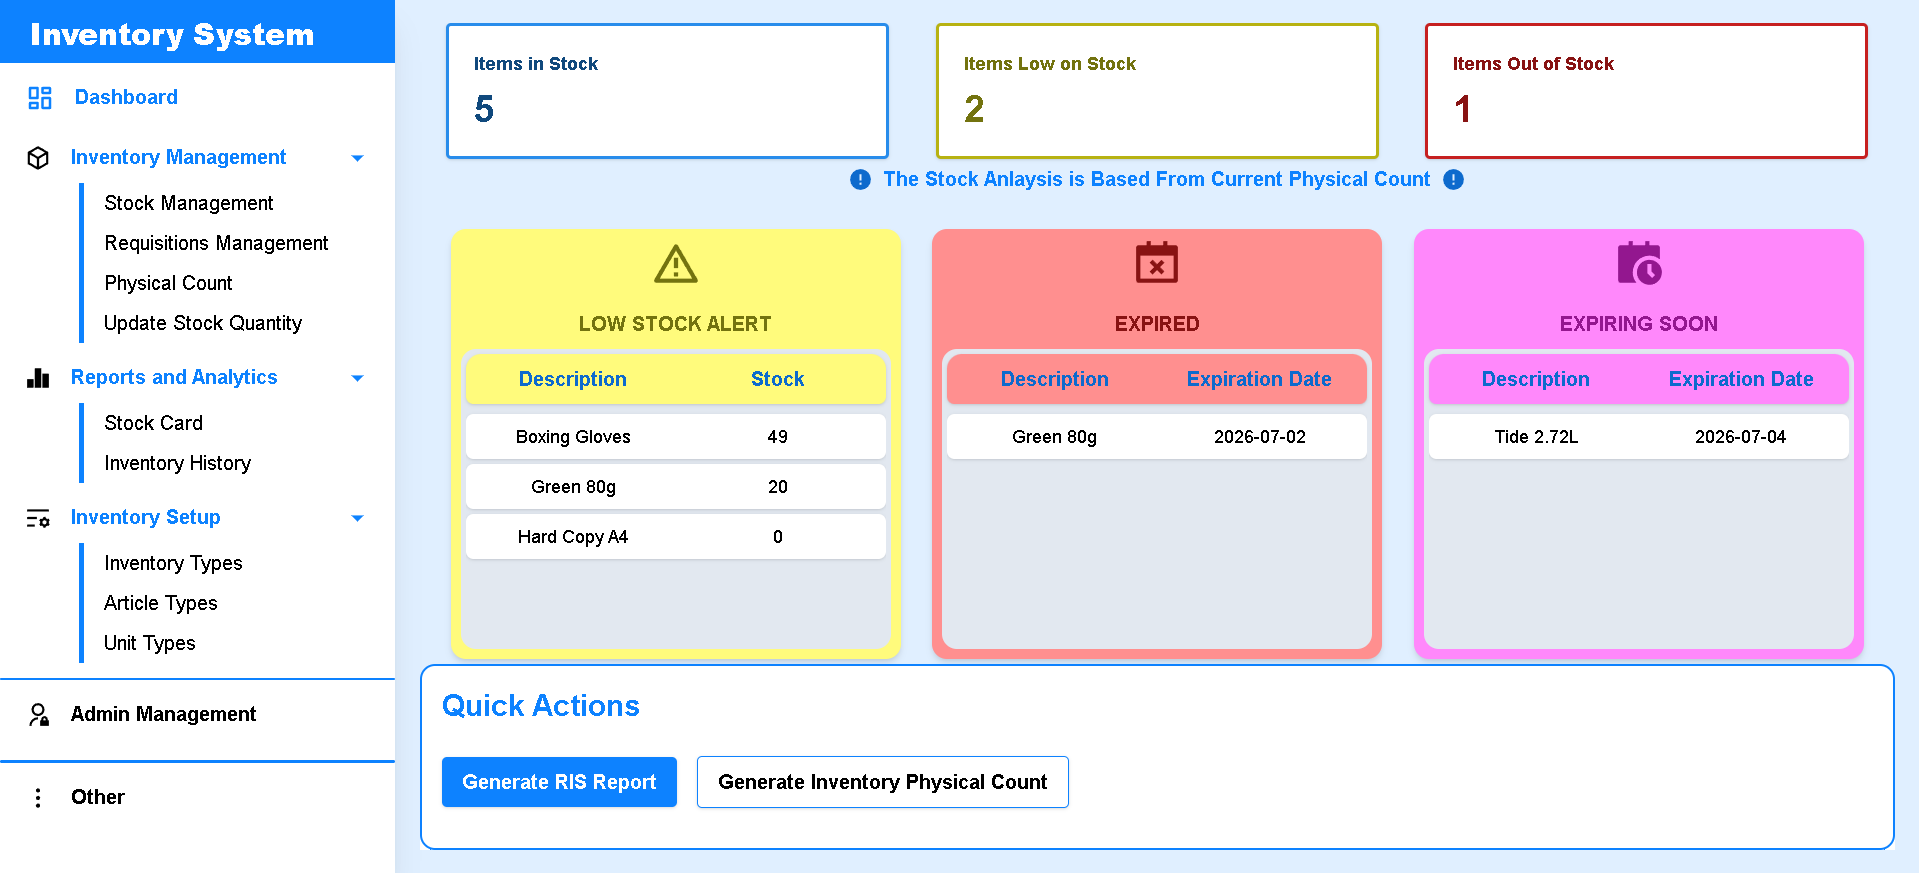 Inventory System
Dashboard
Inventory Management
Stock Management
Requisitions Management
Physical Count
Update Stock Quantity
Reports and Analytics
Stock Card
Inventory History
Inventory Setup
Inventory Types
Article Types
Unit Types
Admin Management
Other
Items in Stock
5
Items Low on Stock
2
Items Out of Stock
1
The Stock Anlaysis is Based From Current Physical Count
LOW STOCK ALERT
Description Stock
Boxing Gloves 49
Green 80g 20
Hard Copy A4 0
EXPIRED
Description Expiration Date
Green 80g 2026-07-02
EXPIRING SOON
Description Expiration Date
Tide 2.72L 2026-07-04
Quick Actions
Generate RIS Report
Generate Inventory Physical Count